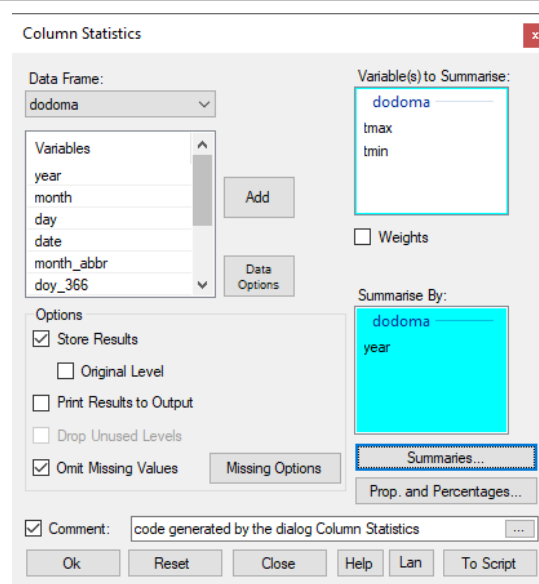 Column Statistics
x
Data Frame:
dodoma
Variables
year
month
day
date
month_abbr
doy_366
Add
Data
Options
Variable(s) to Summarise:
dodoma
tmax
tmin
Weights
Summarise By:
dodoma
year
Options
Store Results
Original Level
Print Results to Output
Drop Unused Levels
Omit Missing Values
Missing Options
Summaries...
Prop. and Percentages...
Comment:
code generated by the dialog Column Statistics
...
Ok
Reset
Close
Help
Lan
To Script